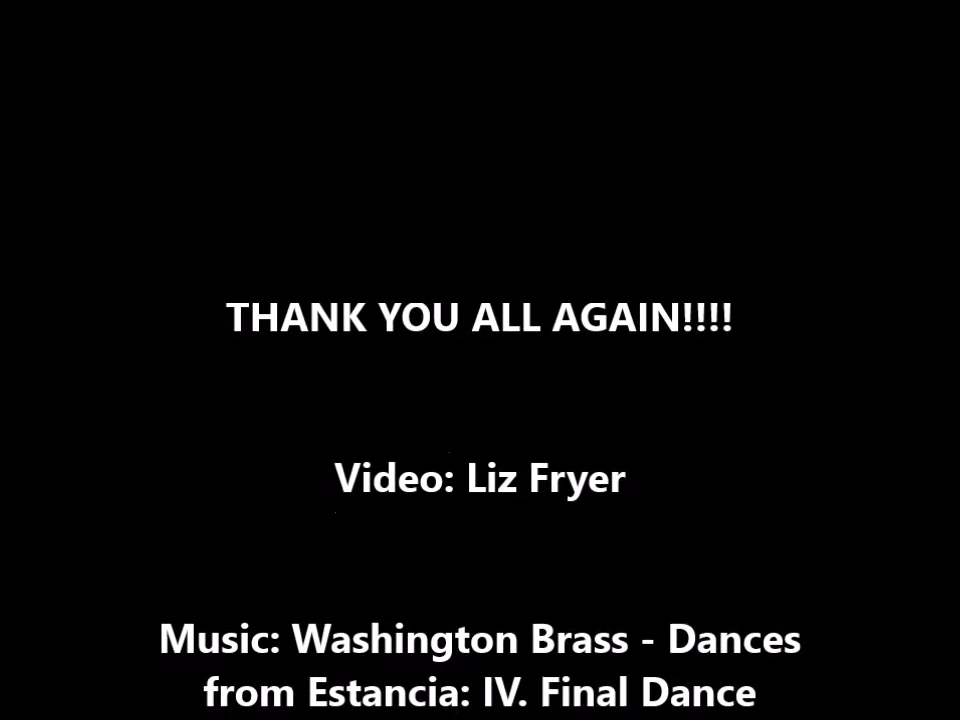 THANK YOU ALL AGAIN!!!!
Video: Liz Fryer
Music: Washington Brass - Dances
from Estancia: IV. Final Dance